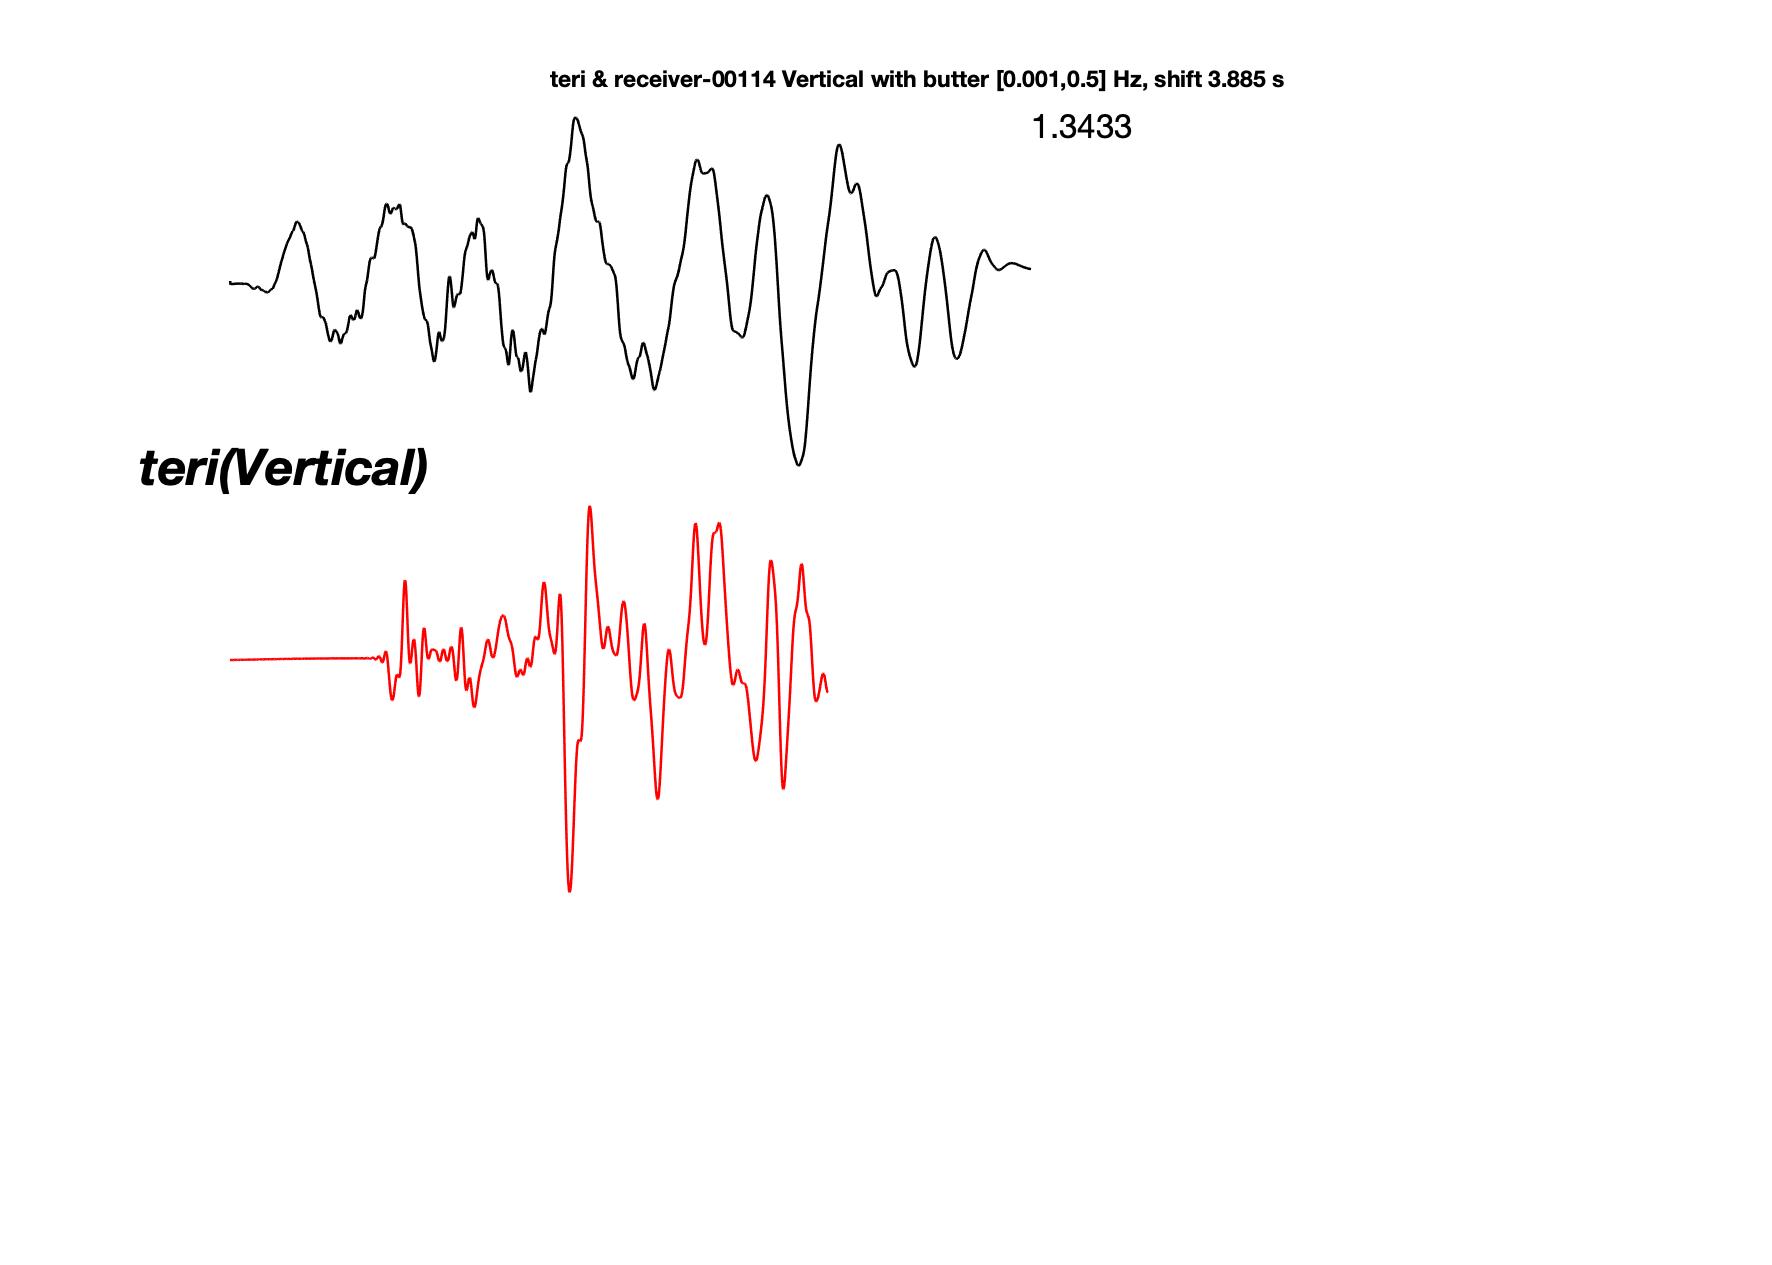 teri & receiver-00114 Vertical with butter [0.001,0.5] Hz, shift 3.885 s
1.3433
teri(Vertical)